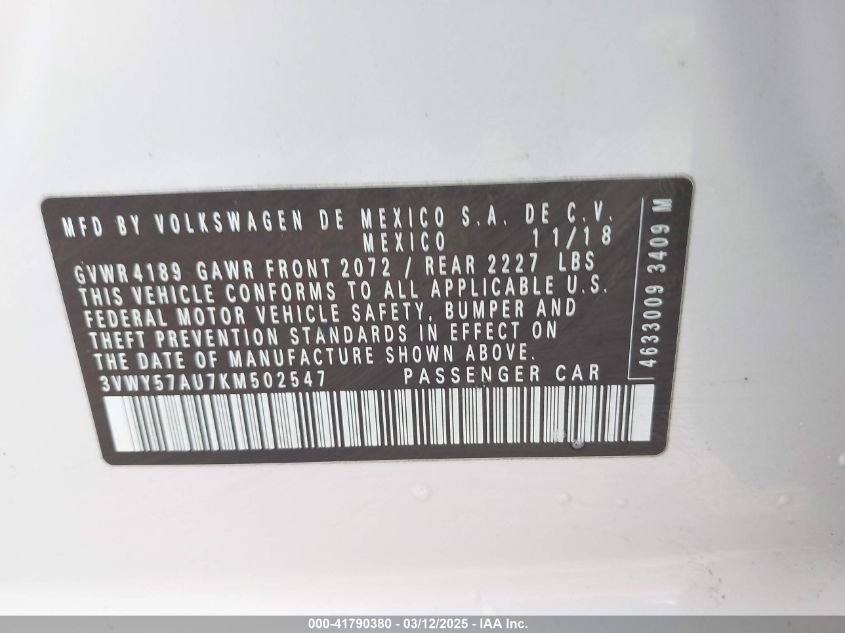 MFD BY VOLKSWAGEN DE MEXICO S.A. DE C.V.
MEXICO 11/18
GVWR4189 GAWR FRONT 2072 / REAR 2227 LBS
THIS VEHICLE CONFORMS TO ALL APPLICABLE U.S.
FEDERAL MOTOR VEHICLE SAFETY, BUMPER AND
THEFT PREVENTION STANDARDS IN EFFECT ON
THE DATE OF MANUFACTURE SHOWN ABOVE.
3VWY57AU7KM502547 PASSENGER CAR
4633009 3409 M
000-41790380 - 03/12/2025 - IAA Inc.